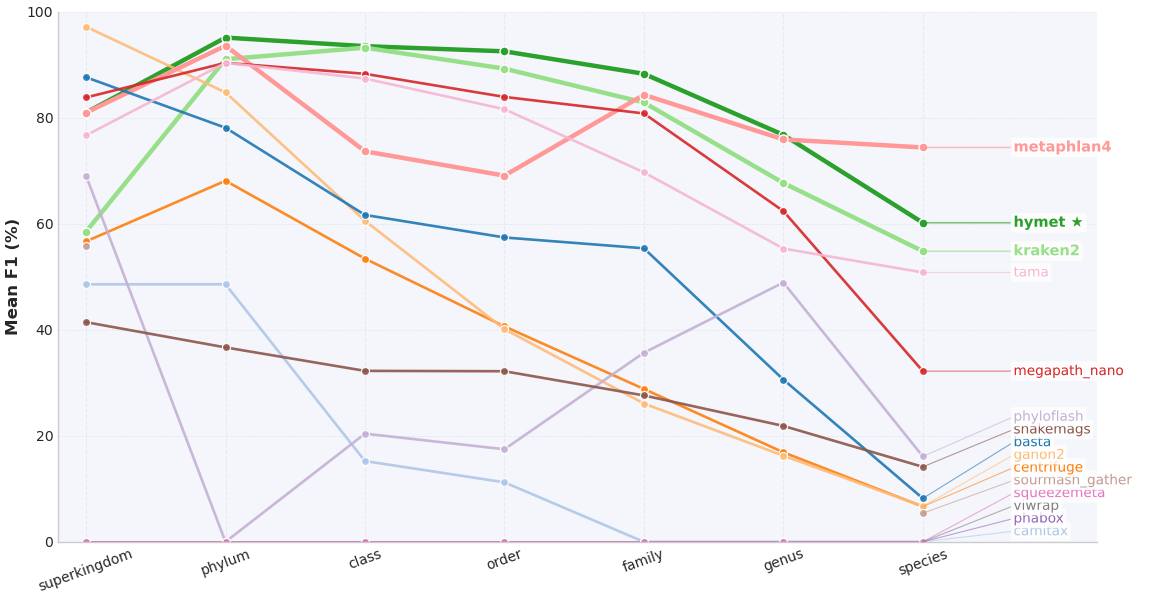 100
80
60
40
20
0
Mean F1 (%)
superkingdom
phylum
class
order
family
genus
species
metaphlan4
hymet ★
kraken2
tama
megapath_nano
phyloflash
snakemags
basta
ganon2
centrifuge
sourmash_gather
squeezemeta
viwrap
phabox
camitax